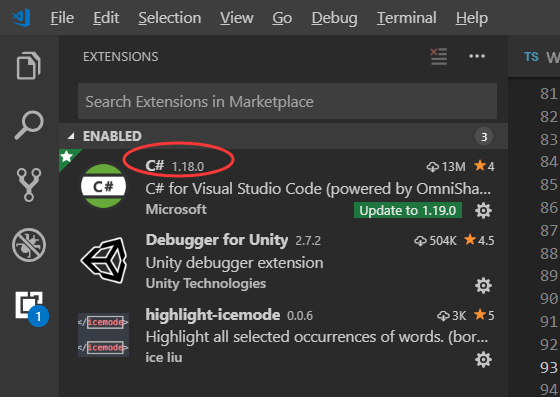 File Edit Selection View Go Debug Terminal Help
EXTENSIONS
TS W
Search Extensions in Marketplace
ENABLED 3
C# 1.18.0 13M 4
C#
C# for Visual Studio Code (powered by OmniSha...
Microsoft Update to 1.19.0
Debugger for Unity 2.7.2 504K 4.5
Unity debugger extension
Unity Technologies
highlight-icemode 0.0.6 3K 5
</icemode>
Highlight all selected occurrences of words. (bor...
</icemode>
ice liu
1
81
82
83
84
85
86
87
88
89
90
91
92
93
94